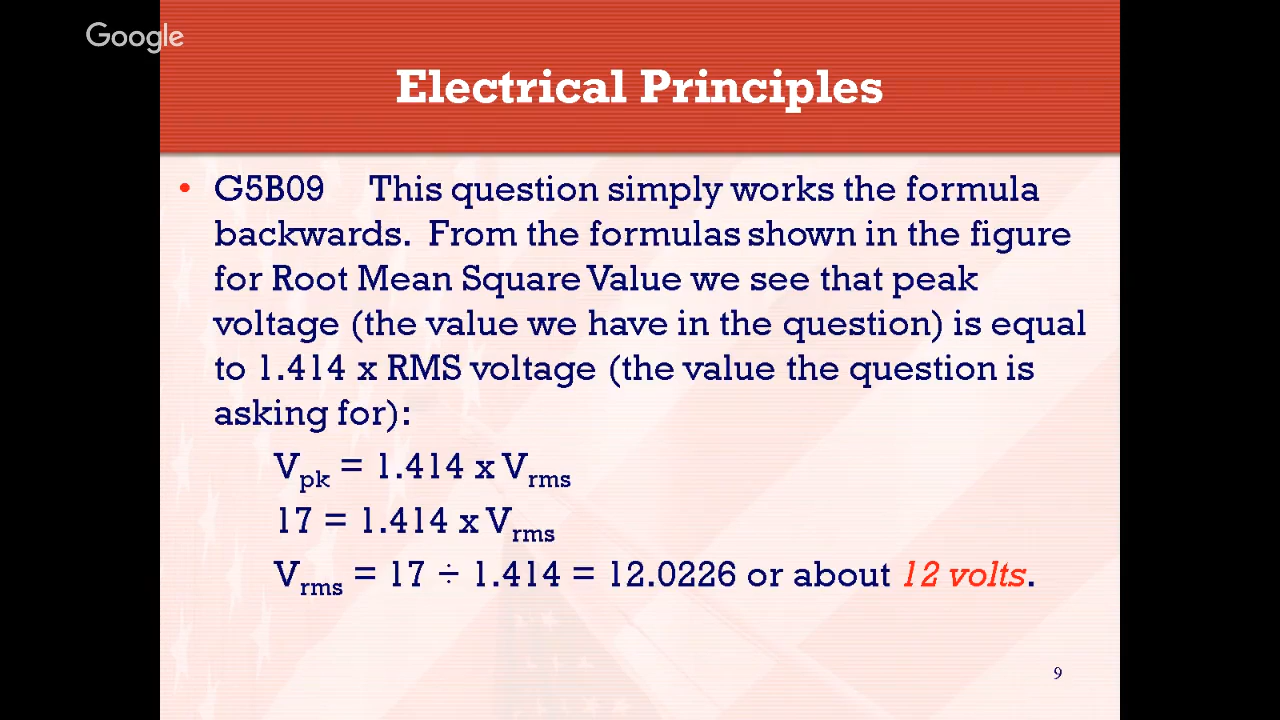 Google
Electrical Principles
• G5B09 This question simply works the formula
backwards. From the formulas shown in the figure
for Root Mean Square Value we see that peak
voltage (the value we have in the question) is equal
to 1.414 x RMS voltage (the value the question is
asking for):
Vpk = 1.414 x Vrms
17 = 1.414 x Vrms
Vrms = 17 ÷ 1.414 = 12.0226 or about 12 volts.
9